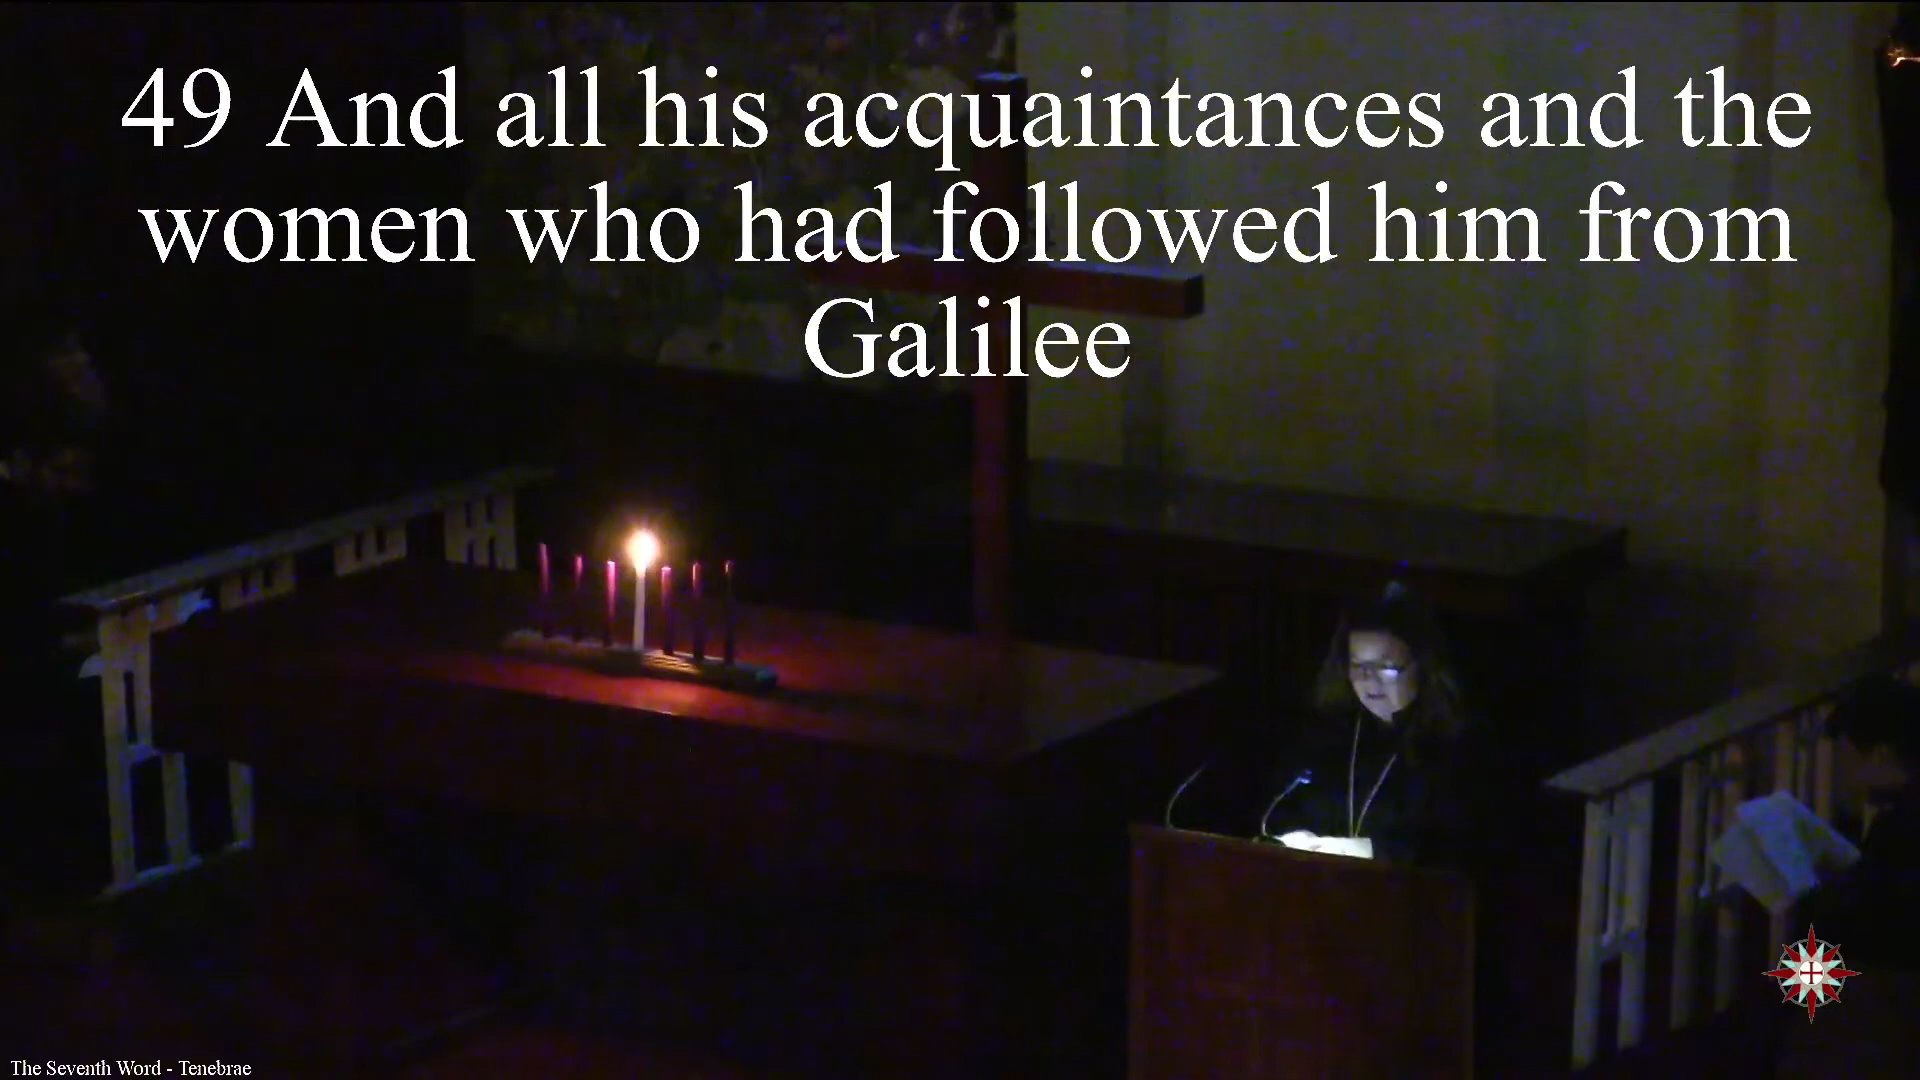 49 And all his acquaintances and the
women who had followed him from
Galilee
The Seventh Word - Tenebrae